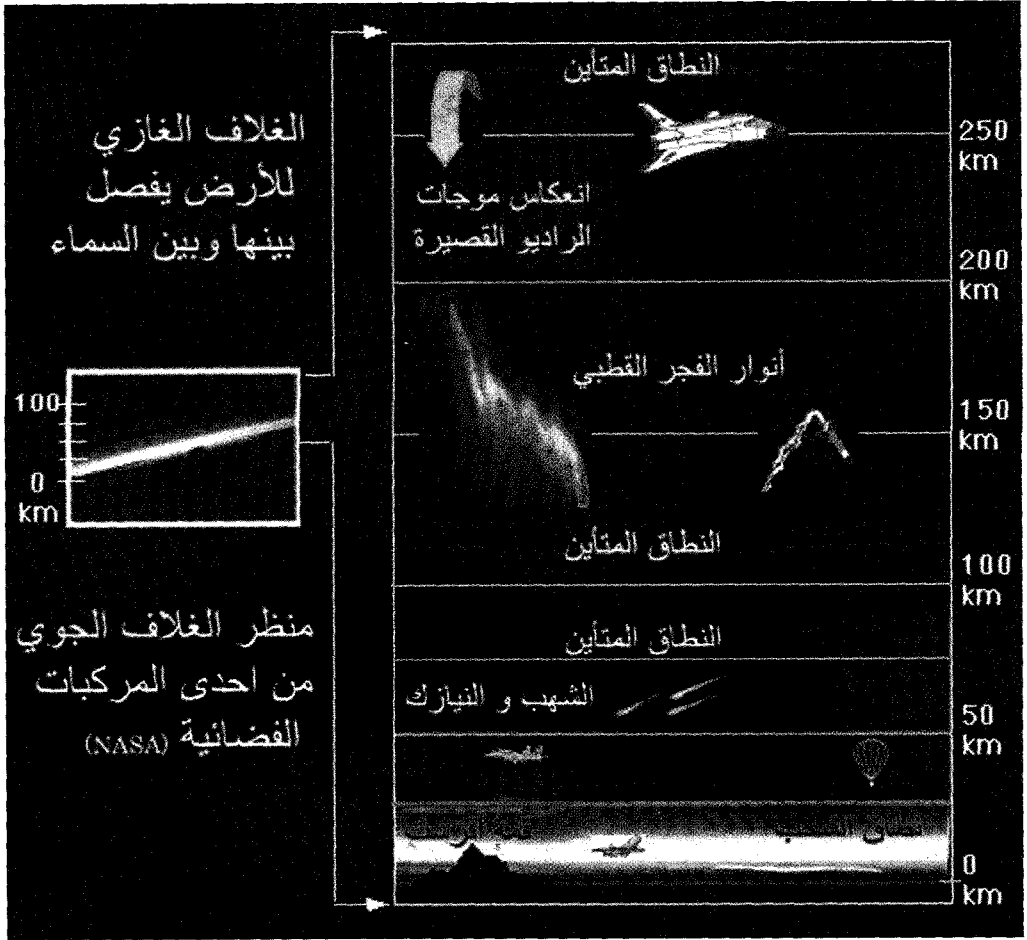 الغلاف الغازي
للأرض يفصل
بينها وبين السماء
100
0
km
منظر الغلاف الجوي
من احدى المركبات
الفضائية (NASA)
النطاق المتأين
انعكاس موجات
الراديو القصيرة
أنوار الفجر القطبي
النطاق المتأين
النطاق المتأين
الشهب و النيازك
250
km
200
km
150
km
100
km
50
km
0
km